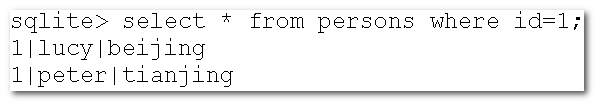 sqlite> select * from persons where id=1;
1|lucy|beijing
1|peter|tianjing